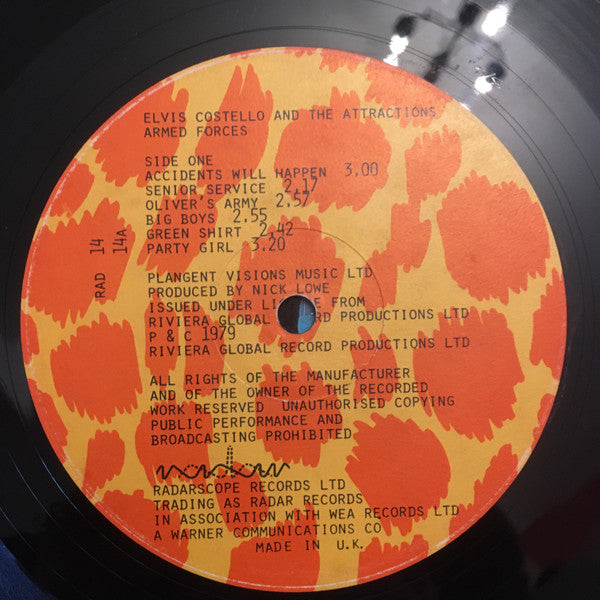 ELVIS COSTELLO AND THE ATTRACTIONS
ARMED FORCES
SIDE ONE
ACCIDENTS WILL HAPPEN 3.00
SENIOR SERVICE 2.17
OLIVER'S ARMY 2.57
BIG BOYS 2.55
GREEN SHIRT 2.42
PARTY GIRL 3.20
RAD 14
14A
PLANGENT VISIONS MUSIC LTD
PRODUCED BY NICK LOWE
ISSUED UNDER FROM
RIVIERA GLOBAL RD PRODUCTIONS LTD
P & C 1979
RIVIERA GLOBAL RECORD PRODUCTIONS LTD
ALL RIGHTS OF THE MANUFACTURER
AND OF THE OWNER OF THE RECORDED
WORK RESERVED UNAUTHORISED COPYING
PUBLIC PERFORMANCE AND
BROADCASTING PROHIBITED
radar
RADARSCOPE RECORDS LTD
TRADING AS RADAR RECORDS
IN ASSOCIATION WITH WEA RECORDS LTD
A WARNER COMMUNICATIONS CO
MADE IN U.K.